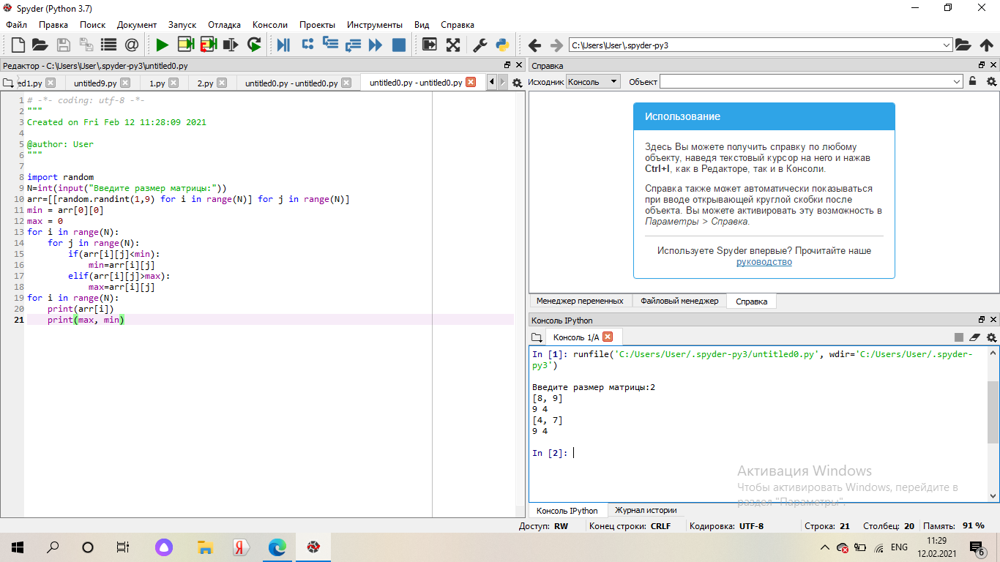 Spyder (Python 3.7)
Файл Правка Поиск Документ Запуск Отладка Консоли Проекты Инструменты Вид Справка
C:\Users\User\.spyder-py3
Редактор - C:\Users\User\.spyder-py3\untitled0.py
ed1.py untitled9.py 1.py 2.py untitled0.py - untitled0.py untitled0.py - untitled0.py
1 # -*- coding: utf-8 -*-
2 """
3 Created on Fri Feb 12 11:28:09 2021
4
5 @author: User
6 """
7
8 import random
9 N=int(input("Введите размер матрицы:"))
10 arr=[[random.randint(1,9) for i in range(N)] for j in range(N)]
11 min = arr[0][0]
12 max = 0
13 for i in range(N):
14     for j in range(N):
15         if(arr[i][j]<min):
16             min=arr[i][j]
17         elif(arr[i][j]>max):
18             max=arr[i][j]
19 for i in range(N):
20     print(arr[i])
21     print(max, min)
Справка
Исходник Консоль Объект
Использование
Здесь Вы можете получить справку по любому
объекту, наведя текстовый курсор на него и нажав
Ctrl+I, как в Редакторе, так и в Консоли.
Справка также может автоматически показываться
при вводе открывающей круглой скобки после
объекта. Вы можете активировать эту возможность в
Параметры > Справка.
Используете Spyder впервые? Прочитайте наше
руководство
Менеджер переменных Файловый менеджер Справка
Консоль IPython
Консоль 1/A
In [1]: runfile('C:/Users/User/.spyder-py3/untitled0.py', wdir='C:/Users/User/.spyder-
py3')
Введите размер матрицы:2
[8, 9]
9 4
[4, 7]
9 4
In [2]:
Активация Windows
Чтобы активировать Windows, перейдите в
раздел "Параметры".
Консоль IPython Журнал истории
Доступ: RW Конец строки: CRLF Кодировка: UTF-8 Строка: 21 Столбец: 20 Память: 91 %
Я ENG 11:29
12.02.2021
6